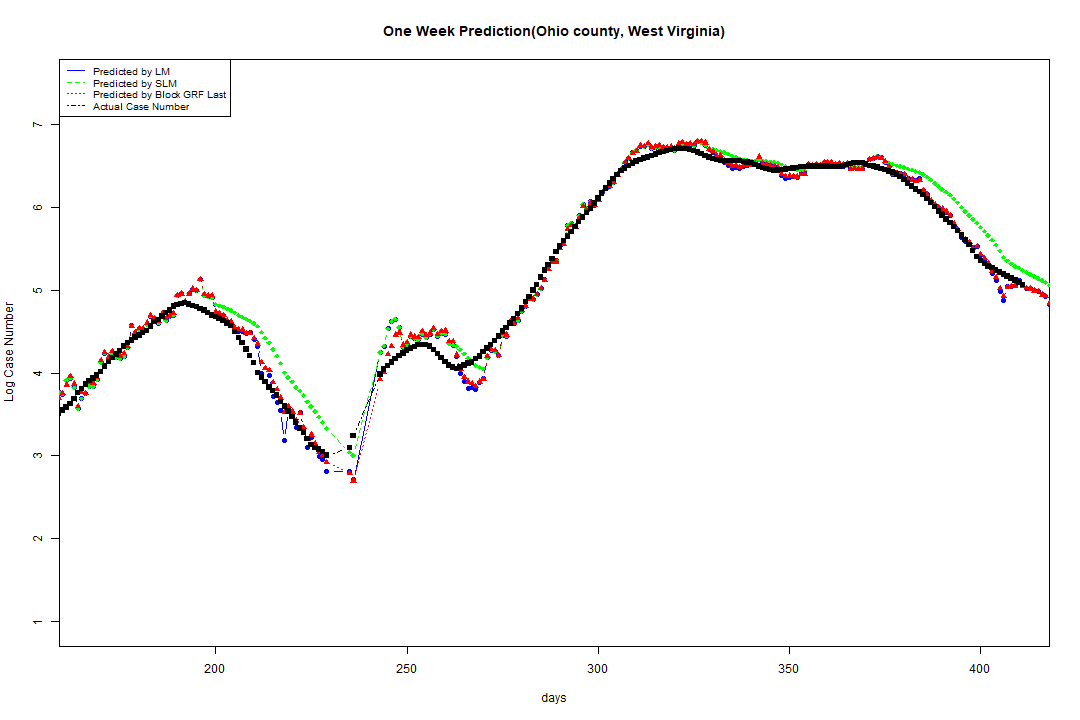 One Week Prediction(Ohio county, West Virginia)
Predicted by LM
Predicted by SLM
Predicted by Block GRF Last
Actual Case Number
7
6
5
4
3
2
1
Log Case Number
200 250 300 350 400
days